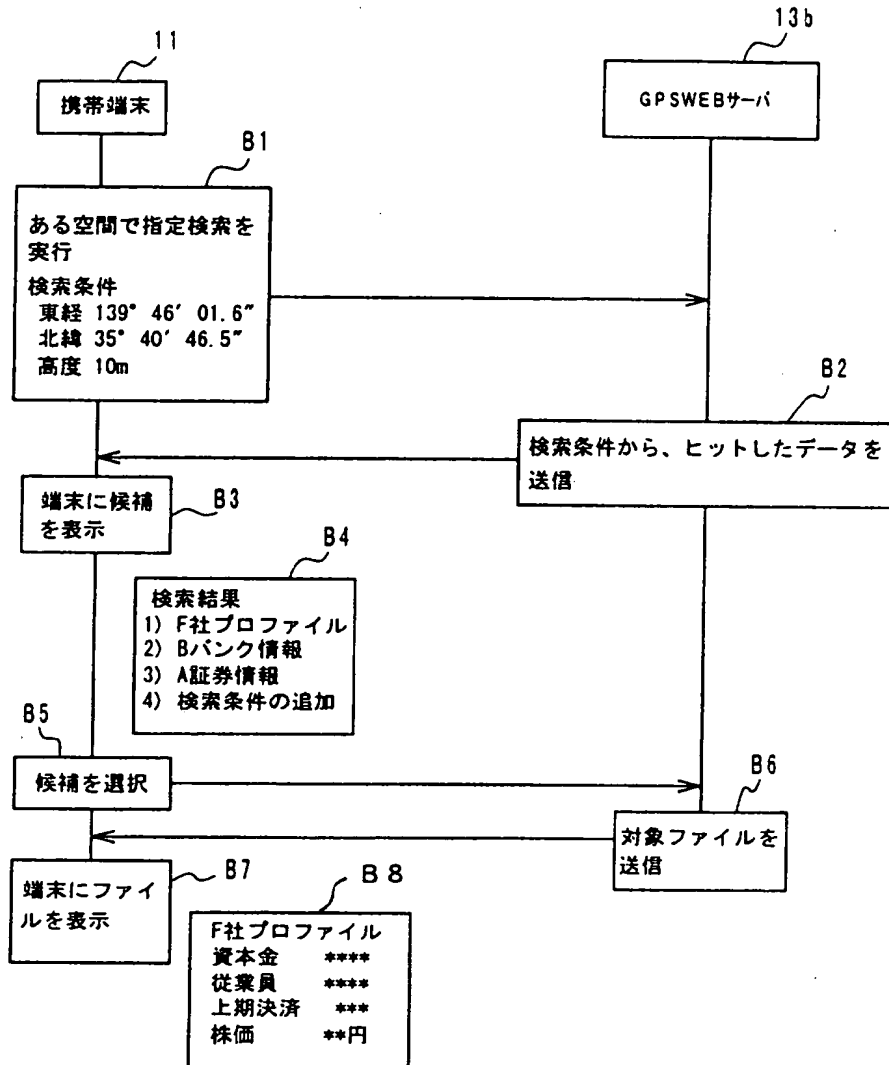 11
携帯端末
13b
GPSWEBサーバ
B1
ある空間で指定検索を
実行
検索条件
東経 139° 46′ 01.6″
北緯 35° 40′ 46.5″
高度 10m
B2
検索条件から、ヒットしたデータを
送信
B3
端末に候補
を表示
B4
検索結果
1) F社プロファイル
2) Bバンク情報
3) A証券情報
4) 検索条件の追加
B5
候補を選択
B6
対象ファイルを
送信
B7
端末にファイ
ルを表示
B8
F社プロファイル
資本金 ****
従業員 ****
上期決済 ***
株価 **円